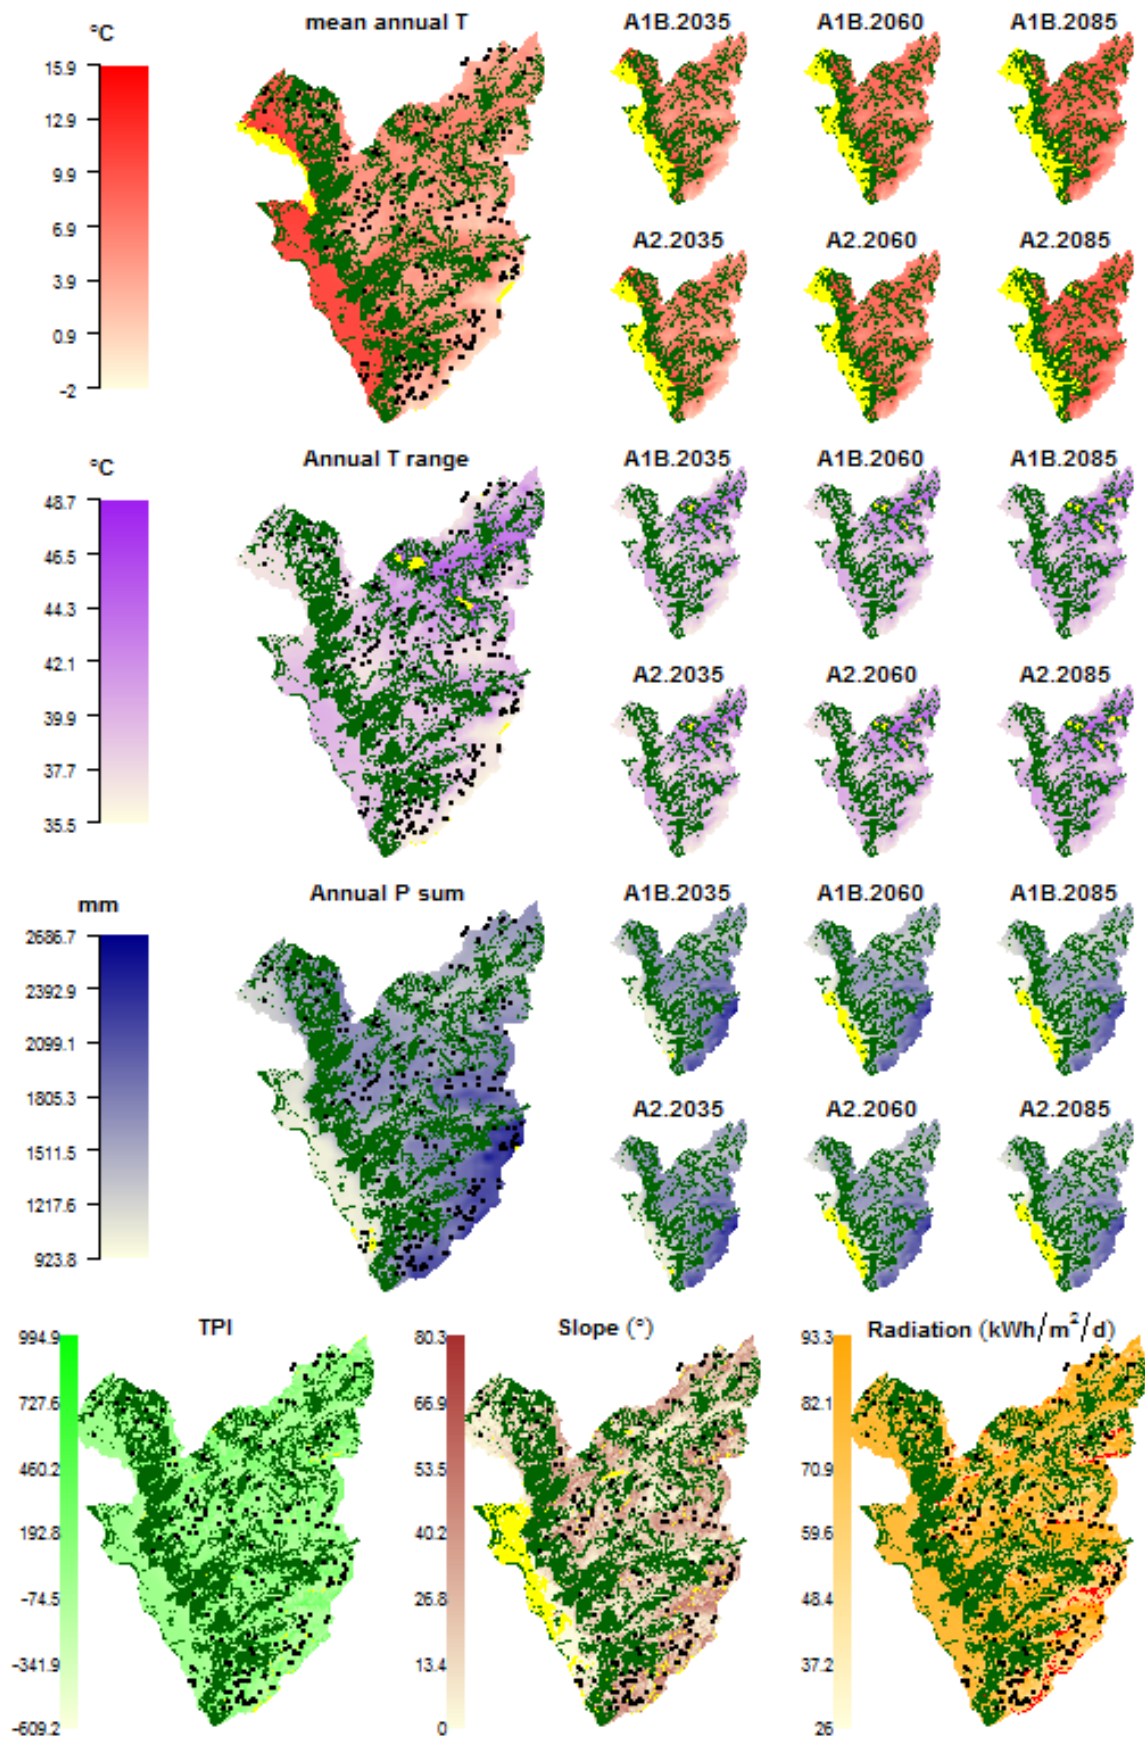 mean annual T
A1B.2035
A1B.2060
A1B.2085
°C
15.9
12.9
9.9
6.9
3.9
0.9
-2
A2.2035
A2.2060
A2.2085
Annual T range
A1B.2035
A1B.2060
A1B.2085
°C
48.7
46.5
44.3
42.1
39.9
37.7
35.5
A2.2035
A2.2060
A2.2085
Annual P sum
A1B.2035
A1B.2060
A1B.2085
mm
2686.7
2392.9
2099.1
1805.3
1511.5
1217.6
923.8
A2.2035
A2.2060
A2.2085
TPI
994.9
727.6
460.2
192.8
-74.5
-341.9
-609.2
Slope (°)
80.3
66.9
53.5
40.2
26.8
13.4
0
Radiation (kWh/m²/d)
93.3
82.1
70.9
59.6
48.4
37.2
26